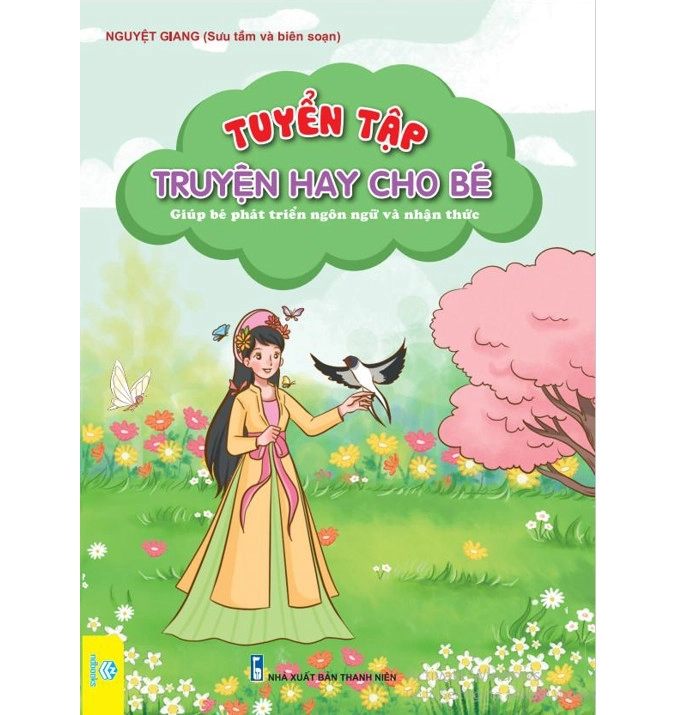 NGUYỆT GIANG (Sưu tầm và biên soạn)
TUYỂN TẬP
TRUYỆN HAY CHO BÉ
Giúp bé phát triển ngôn ngữ và nhận thức
ndbooks
NHÀ XUẤT BẢN THANH NIÊN